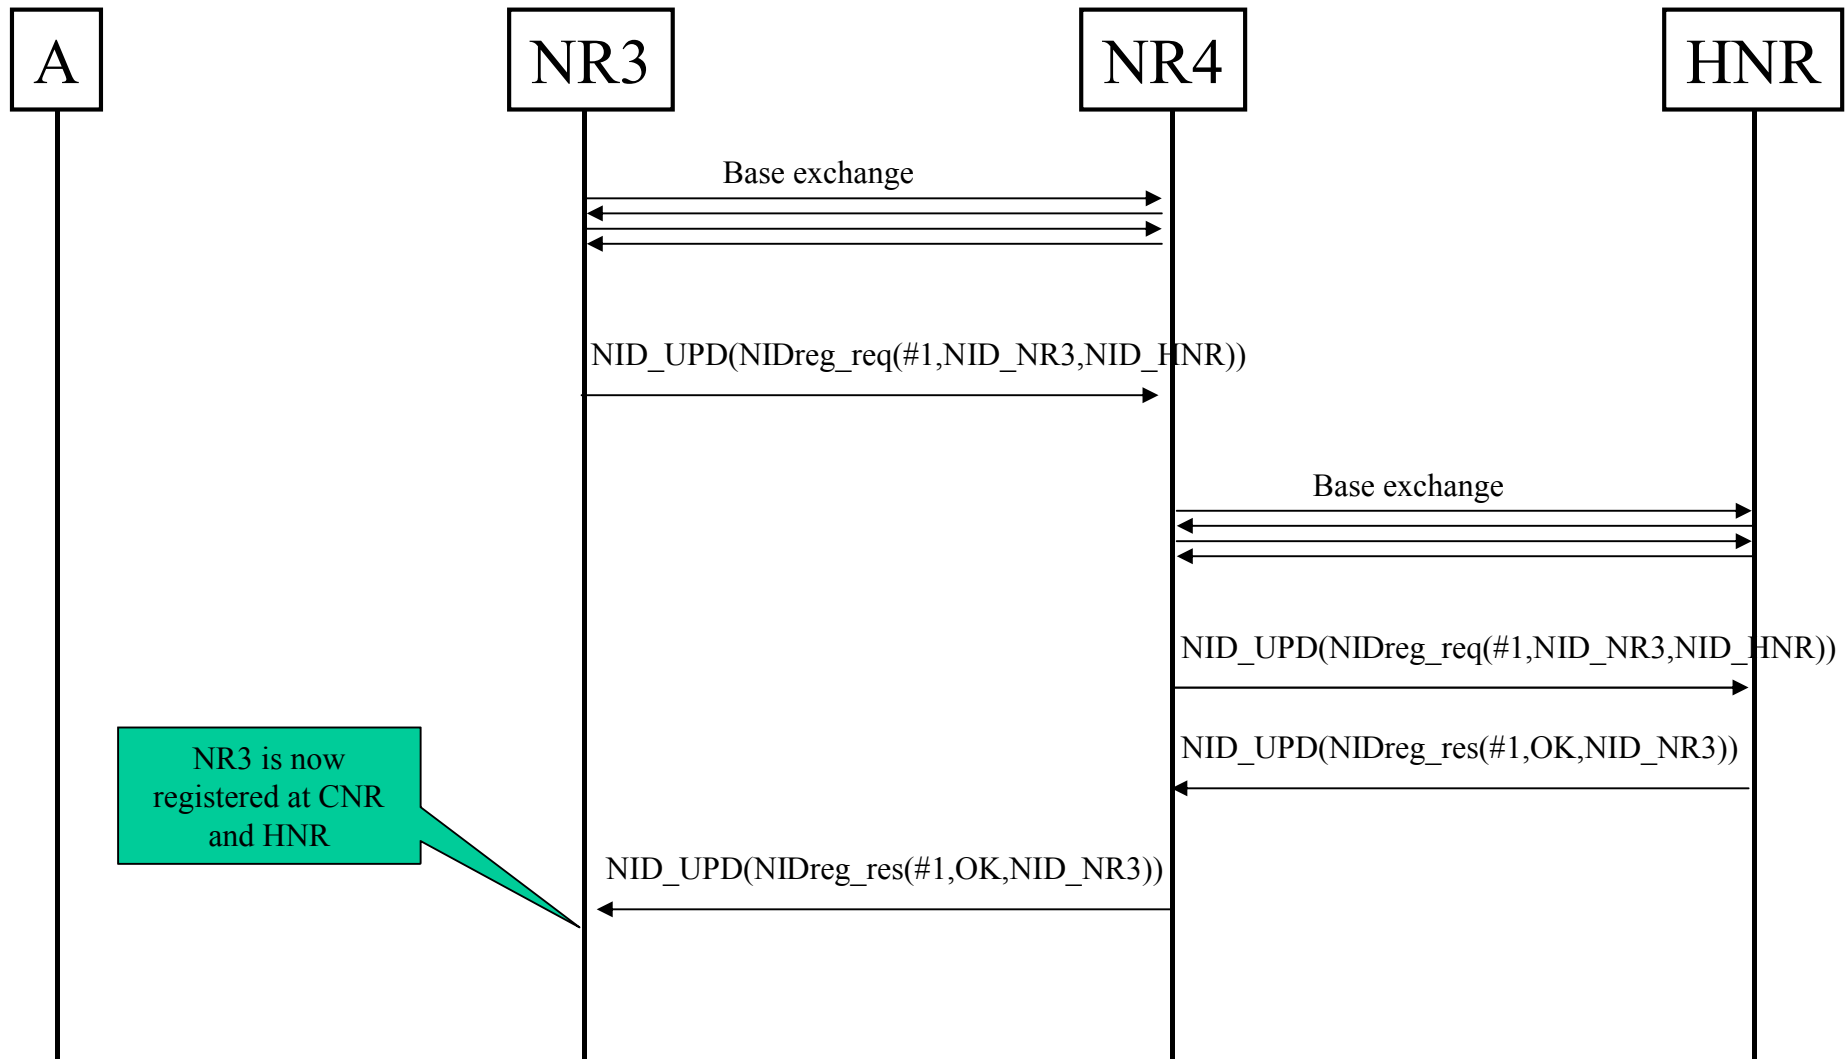 A
NR3
NR4
HNR
Base exchange
NID_UPD(NIDreg_req(#1,NID_NR3,NID_HNR))
Base exchange
NID_UPD(NIDreg_req(#1,NID_NR3,NID_HNR))
NID_UPD(NIDreg_res(#1,OK,NID_NR3))
NR3 is now
registered at CNR
and HNR
NID_UPD(NIDreg_res(#1,OK,NID_NR3))